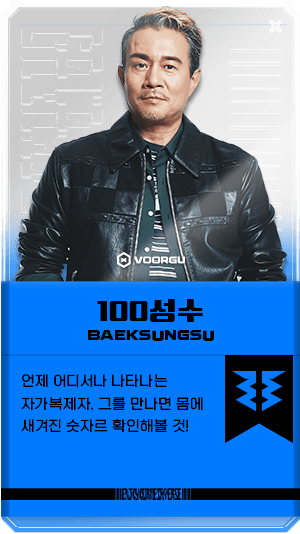 VOORGU
100성수
BAEKSUNGSU
언제 어디서나 나타나는
자가복제자. 그를 만나면 몸에
새겨진 숫자르 확인해볼 것!